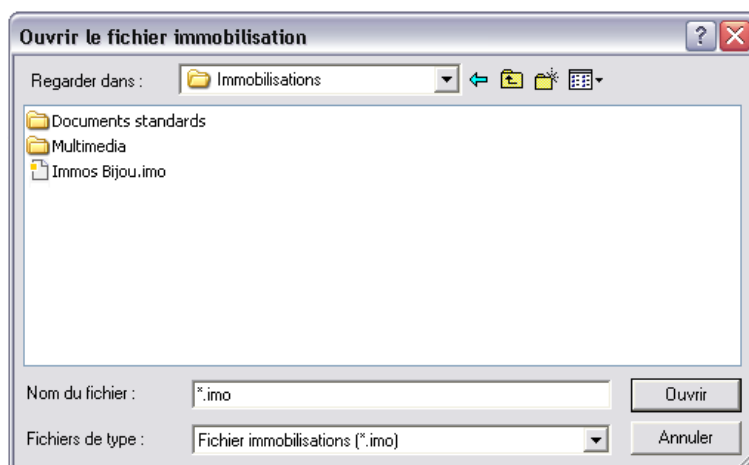 Ouvrir le fichier immobilisation
Regarder dans :
Immobilisations
Documents standards
Multimedia
Immos Bijou.imo
Nom du fichier :
*.imo
Ouvrir
Fichiers de type :
Fichier immobilisations (*.imo)
Annuler